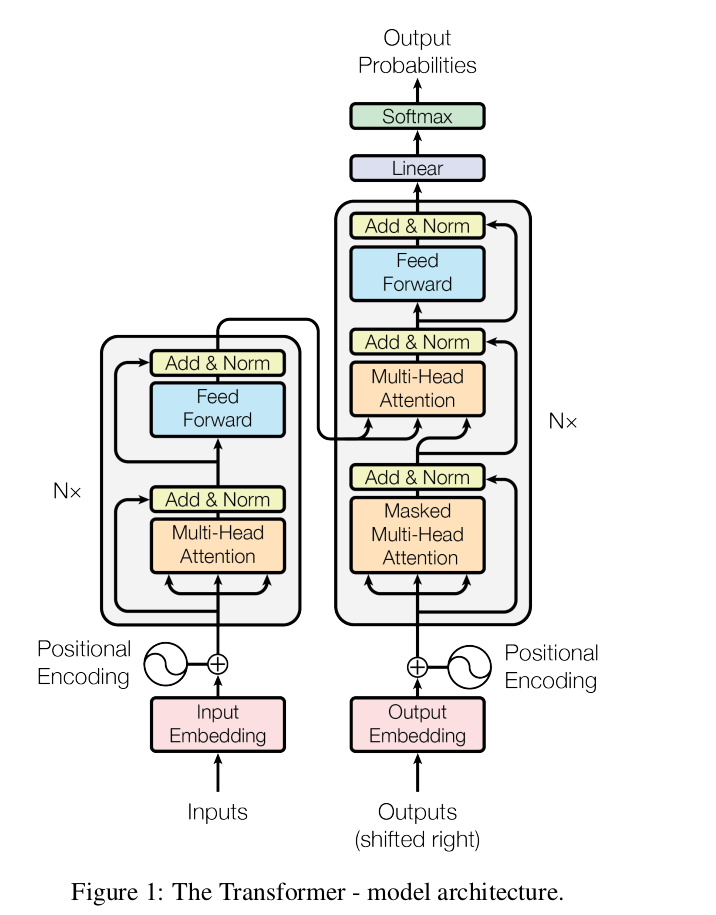 Output
Probabilities
Softmax
Linear
Add & Norm
Feed
Forward
Add & Norm
Multi-Head
Attention
Add & Norm
Masked
Multi-Head
Attention
N×
Add & Norm
Feed
Forward
Add & Norm
Multi-Head
Attention
N×
Positional
Encoding
Positional
Encoding
Input
Embedding
Output
Embedding
Inputs
Outputs
(shifted right)
Figure 1: The Transformer - model architecture.